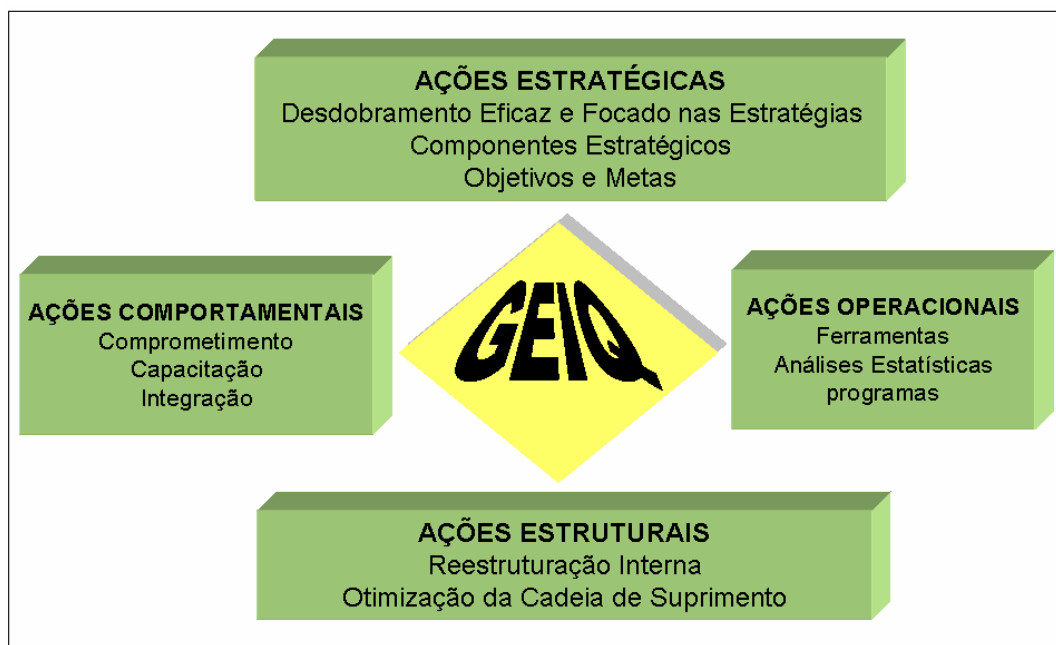 AÇÕES ESTRATÉGICAS
Desdobramento Eficaz e Focado nas Estratégias
Componentes Estratégicos
Objetivos e Metas
AÇÕES COMPORTAMENTAIS
Comprometimento
Capacitação
Integração
GEIQ
AÇÕES OPERACIONAIS
Ferramentas
Análises Estatísticas
programas
AÇÕES ESTRUTURAIS
Reestruturação Interna
Otimização da Cadeia de Suprimento